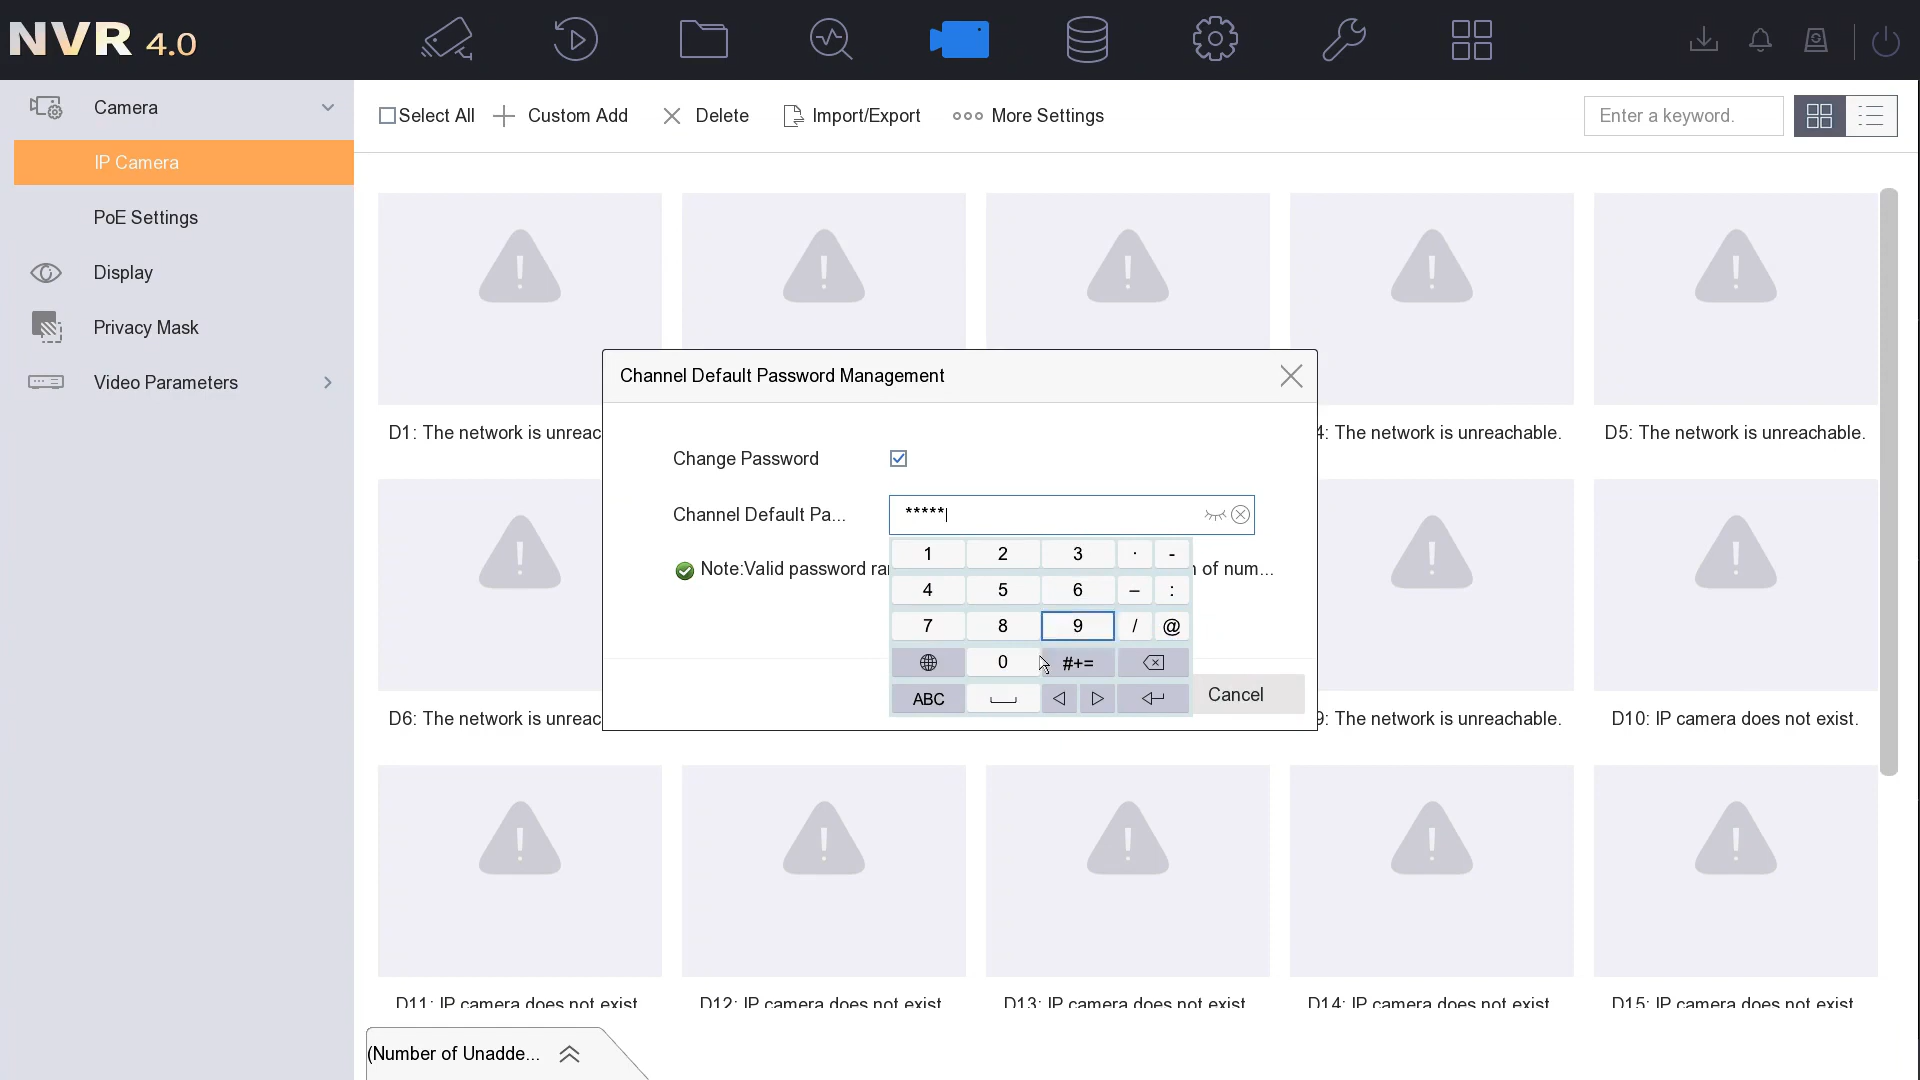 NVR 4.0
Camera
IP Camera
PoE Settings
Display
Privacy Mask
Video Parameters
Select All
Custom Add
Delete
Import/Export
More Settings
Enter a keyword.
D1: The network is unreac
4: The network is unreachable.
D5: The network is unreachable.
Channel Default Password Management
Change Password
Channel Default Pa...
*****
Note:Valid password ra
of num...
1 2 3 · -
4 5 6 – :
7 8 9 / @
0 #+=
ABC
Cancel
D6: The network is unreac
9: The network is unreachable.
D10: IP camera does not exist.
D11: IP camera does not exist
D12: IP camera does not exist
D13: IP camera does not exist
D14: IP camera does not exist
D15: IP camera does not exist
(Number of Unadde...